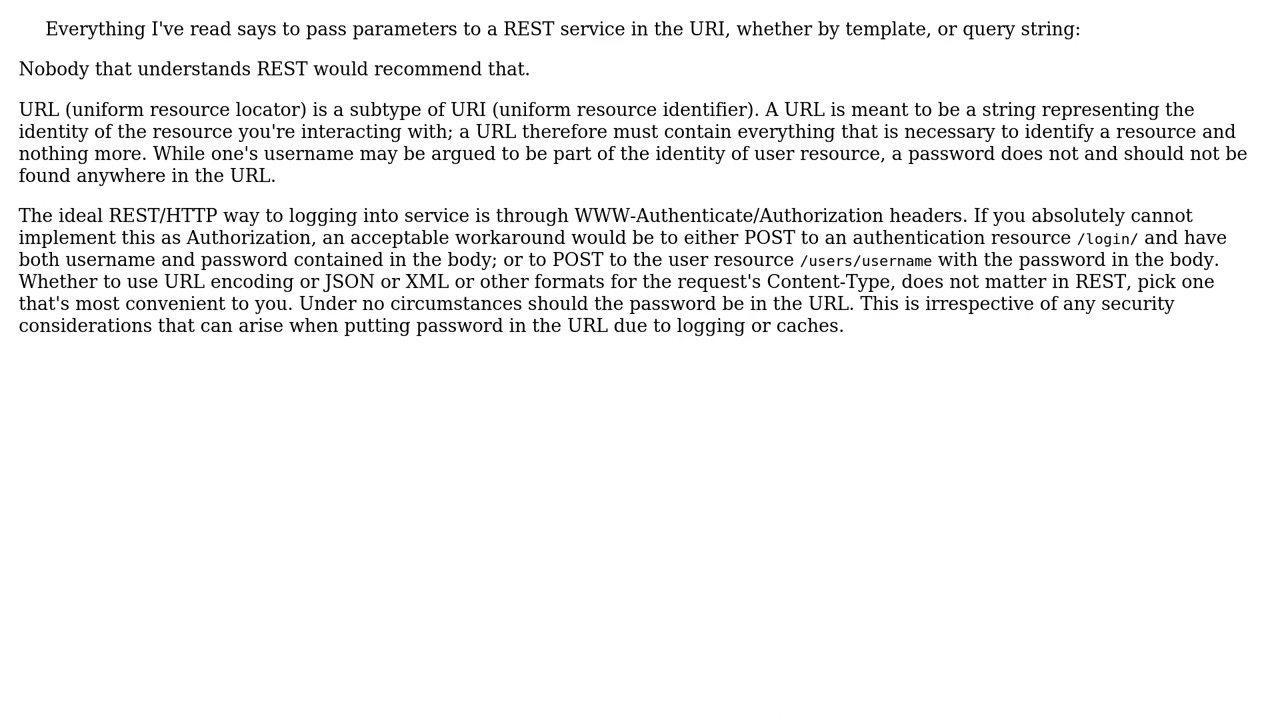 Everything I've read says to pass parameters to a REST service in the URI, whether by template, or query string:
Nobody that understands REST would recommend that.
URL (uniform resource locator) is a subtype of URI (uniform resource identifier). A URL is meant to be a string representing the
identity of the resource you're interacting with; a URL therefore must contain everything that is necessary to identify a resource and
nothing more. While one's username may be argued to be part of the identity of user resource, a password does not and should not be
found anywhere in the URL.
The ideal REST/HTTP way to logging into service is through WWW-Authenticate/Authorization headers. If you absolutely cannot
implement this as Authorization, an acceptable workaround would be to either POST to an authentication resource /login/ and have
both username and password contained in the body; or to POST to the user resource /users/username with the password in the body.
Whether to use URL encoding or JSON or XML or other formats for the request's Content-Type, does not matter in REST, pick one
that's most convenient to you. Under no circumstances should the password be in the URL. This is irrespective of any security
considerations that can arise when putting password in the URL due to logging or caches.